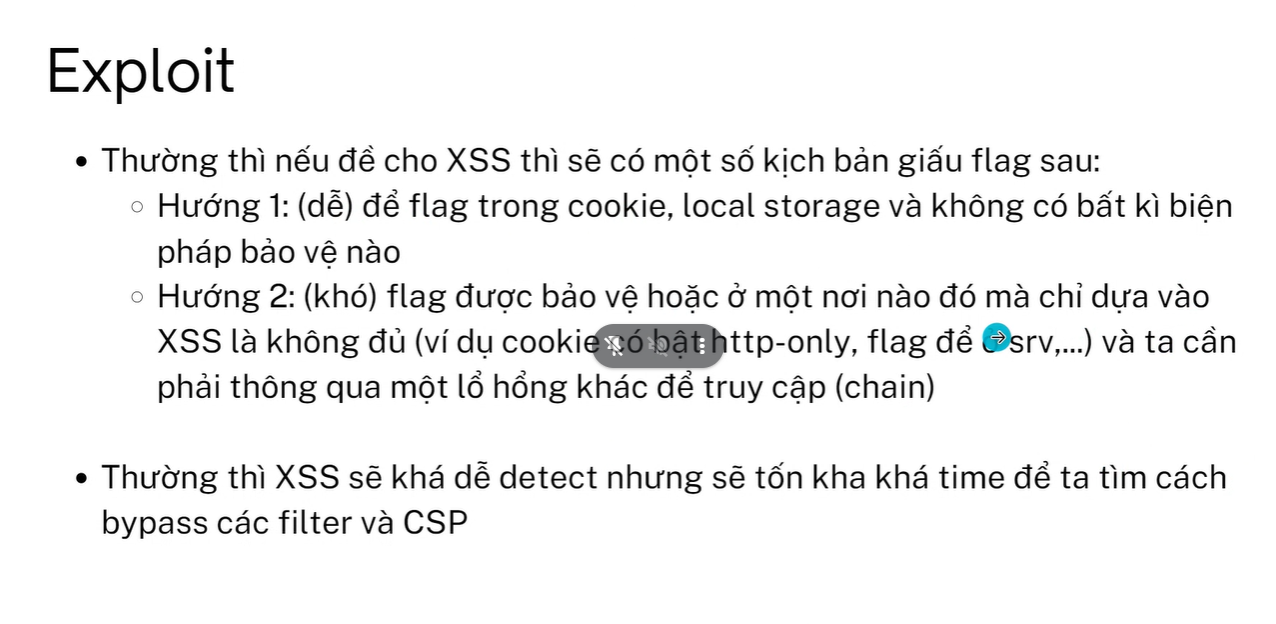 Exploit
Thường thì nếu đề cho XSS thì sẽ có một số kịch bản giấu flag sau:
Hướng 1: (dễ) để flag trong cookie, local storage và không có bất kì biện
pháp bảo vệ nào
Hướng 2: (khó) flag được bảo vệ hoặc ở một nơi nào đó mà chỉ dựa vào
XSS là không đủ (ví dụ cookie có bật http-only, flag để srv,...) và ta cần
phải thông qua một lổ hổng khác để truy cập (chain)
Thường thì XSS sẽ khá dễ detect nhưng sẽ tốn kha khá time để ta tìm cách
bypass các filter và CSP